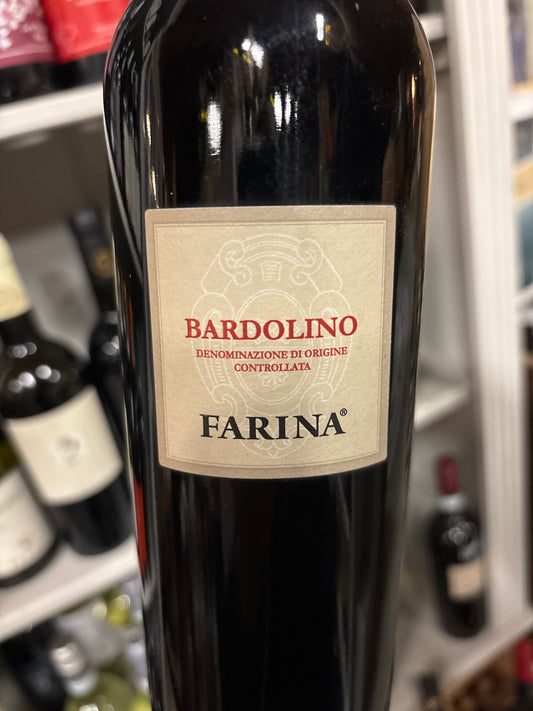 BARDOLINO
DENOMINAZIONE DI ORIGINE
CONTROLLATA
FARINA®